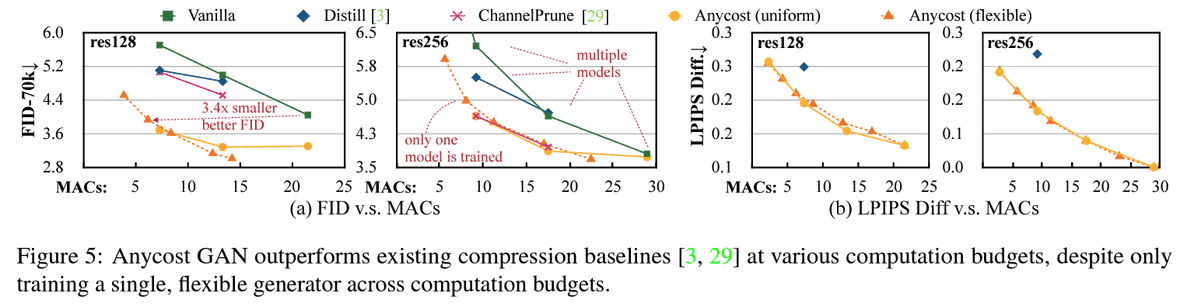 Vanilla Distill [3] ChannelPrune [29] Anycost (uniform) Anycost (flexible)
6.0
5.2
4.4
3.6
2.8
FID-70k↓
res128
3.4x smaller
better FID
MACs: 5 10 15 20 25
6.5
5.8
5.0
4.3
3.5
res256
multiple
models
only one
model is trained
MACs: 5 10 15 20 25 30
(a) FID v.s. MACs
0.3
0.3
0.2
0.2
0.1
LPIPS Diff.↓
res128
MACs: 5 10 15 20 25
0.3
0.2
0.2
0.1
0.0
res256
5 10 15 20 25 30
(b) LPIPS Diff v.s. MACs
Figure 5: Anycost GAN outperforms existing compression baselines [3, 29] at various computation budgets, despite only
training a single, flexible generator across computation budgets.